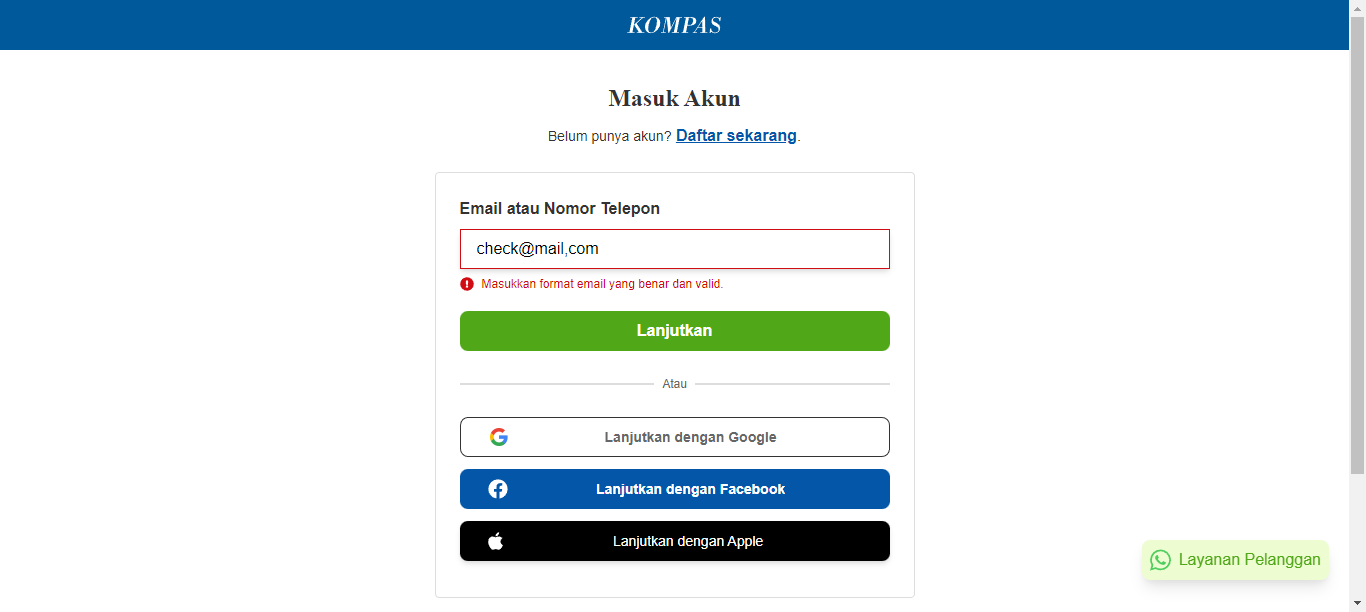 KOMPAS
Masuk Akun
Belum punya akun? Daftar sekarang.
Email atau Nomor Telepon
check@mail,com
Masukkan format email yang benar dan valid.
Lanjutkan
Atau
Lanjutkan dengan Google
Lanjutkan dengan Facebook
Lanjutkan dengan Apple
Layanan Pelanggan